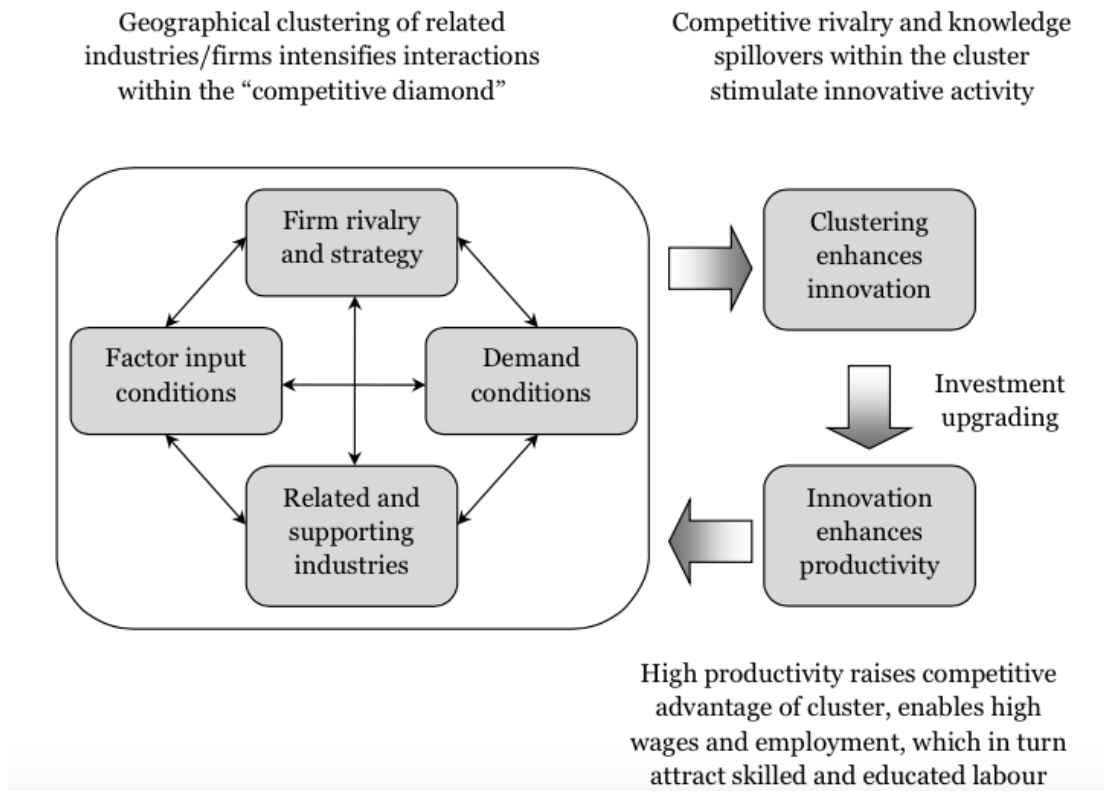 Geographical clustering of related
industries/firms intensifies interactions
within the “competitive diamond”
Competitive rivalry and knowledge
spillovers within the cluster
stimulate innovative activity
Firm rivalry
and strategy
Factor input
conditions
Demand
conditions
Related and
supporting
industries
Clustering
enhances
innovation
Investment
upgrading
Innovation
enhances
productivity
High productivity raises competitive
advantage of cluster, enables high
wages and employment, which in turn
attract skilled and educated labour